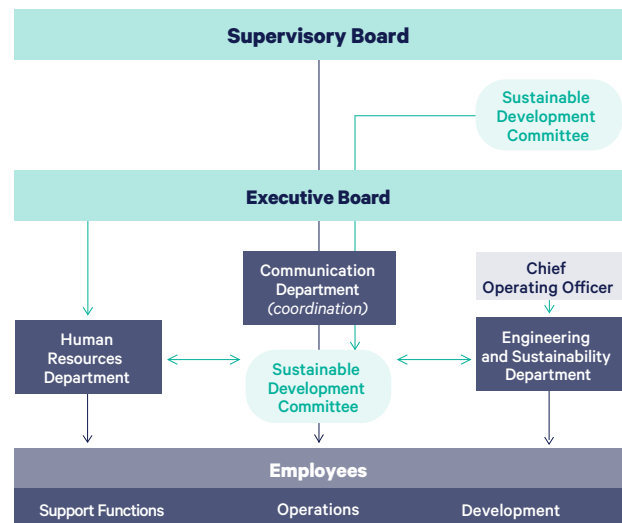 Supervisory Board
Sustainable
Development
Committee
Executive Board
Communication
Department
(coordination)
Chief
Operating Officer
Human
Resources
Department
Sustainable
Development
Committee
Engineering
and Sustainability
Department
Employees
Support Functions
Operations
Development